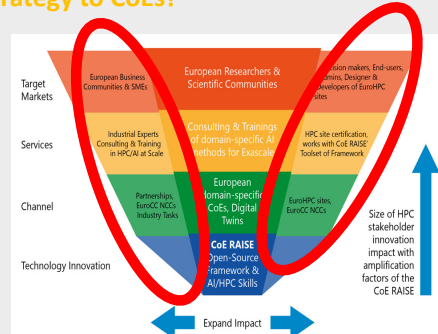 rategy to CoEs?
Target
Markets
European Business
Communities & SMEs
European Researchers &
Scientific Communities
sion-makers, End-users,
mins, Designer &
Developers of EuroHPC
sites
Services
Industrial Experts
Consulting & Training
in HPC/AI at Scale
Consulting & Trainings
of domain-specific AI
methods for Exascale
HPC site certification,
works with CoE RAISE'
Toolset of Framework
Channel
Partnerships,
EuroCC NCCs
Industry Tasks
European
domain-specific
CoEs, Digital
Twins
EuroHPC sites,
EuroCC NCCs
Technology Innovation
CoE RAISE
Open-Source
Framework &
AI/HPC Skills
Size of HPC
stakeholder
innovation
impact with
amplification
factors of the
CoE RAISE
Expand Impact